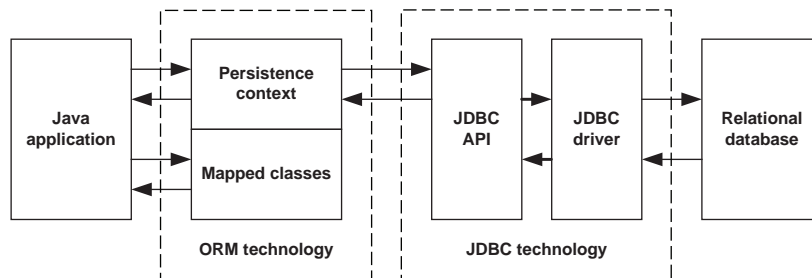 Java
application
Persistence
context
Mapped classes
ORM technology
JDBC
API
JDBC
driver
JDBC technology
Relational
database